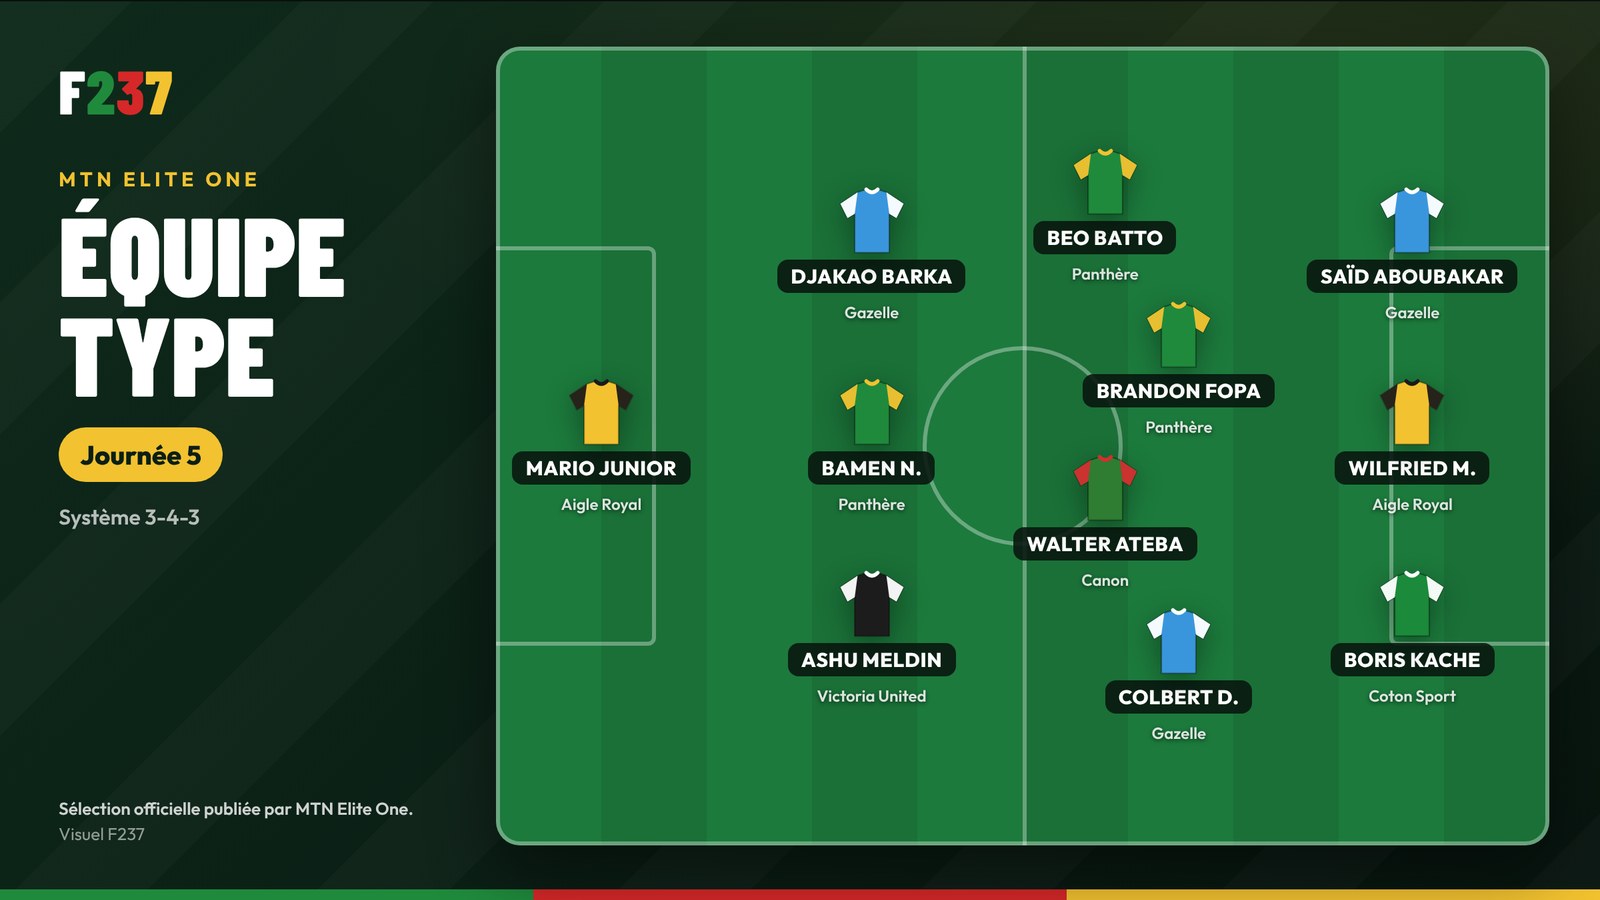 F237
MTN ELITE ONE
ÉQUIPE
TYPE
Journée 5
Système 3-4-3
Sélection officielle publiée par MTN Elite One.
Visuel F237
MARIO JUNIOR
Aigle Royal
DJAKAO BARKA
Gazelle
BAMEN N.
Panthère
ASHU MELDIN
Victoria United
BEO BATTO
Panthère
BRANDON FOPA
Panthère
WALTER ATEBA
Canon
COLBERT D.
Gazelle
SAÏD ABOUBAKAR
Gazelle
WILFRIED M.
Aigle Royal
BORIS KACHE
Coton Sport